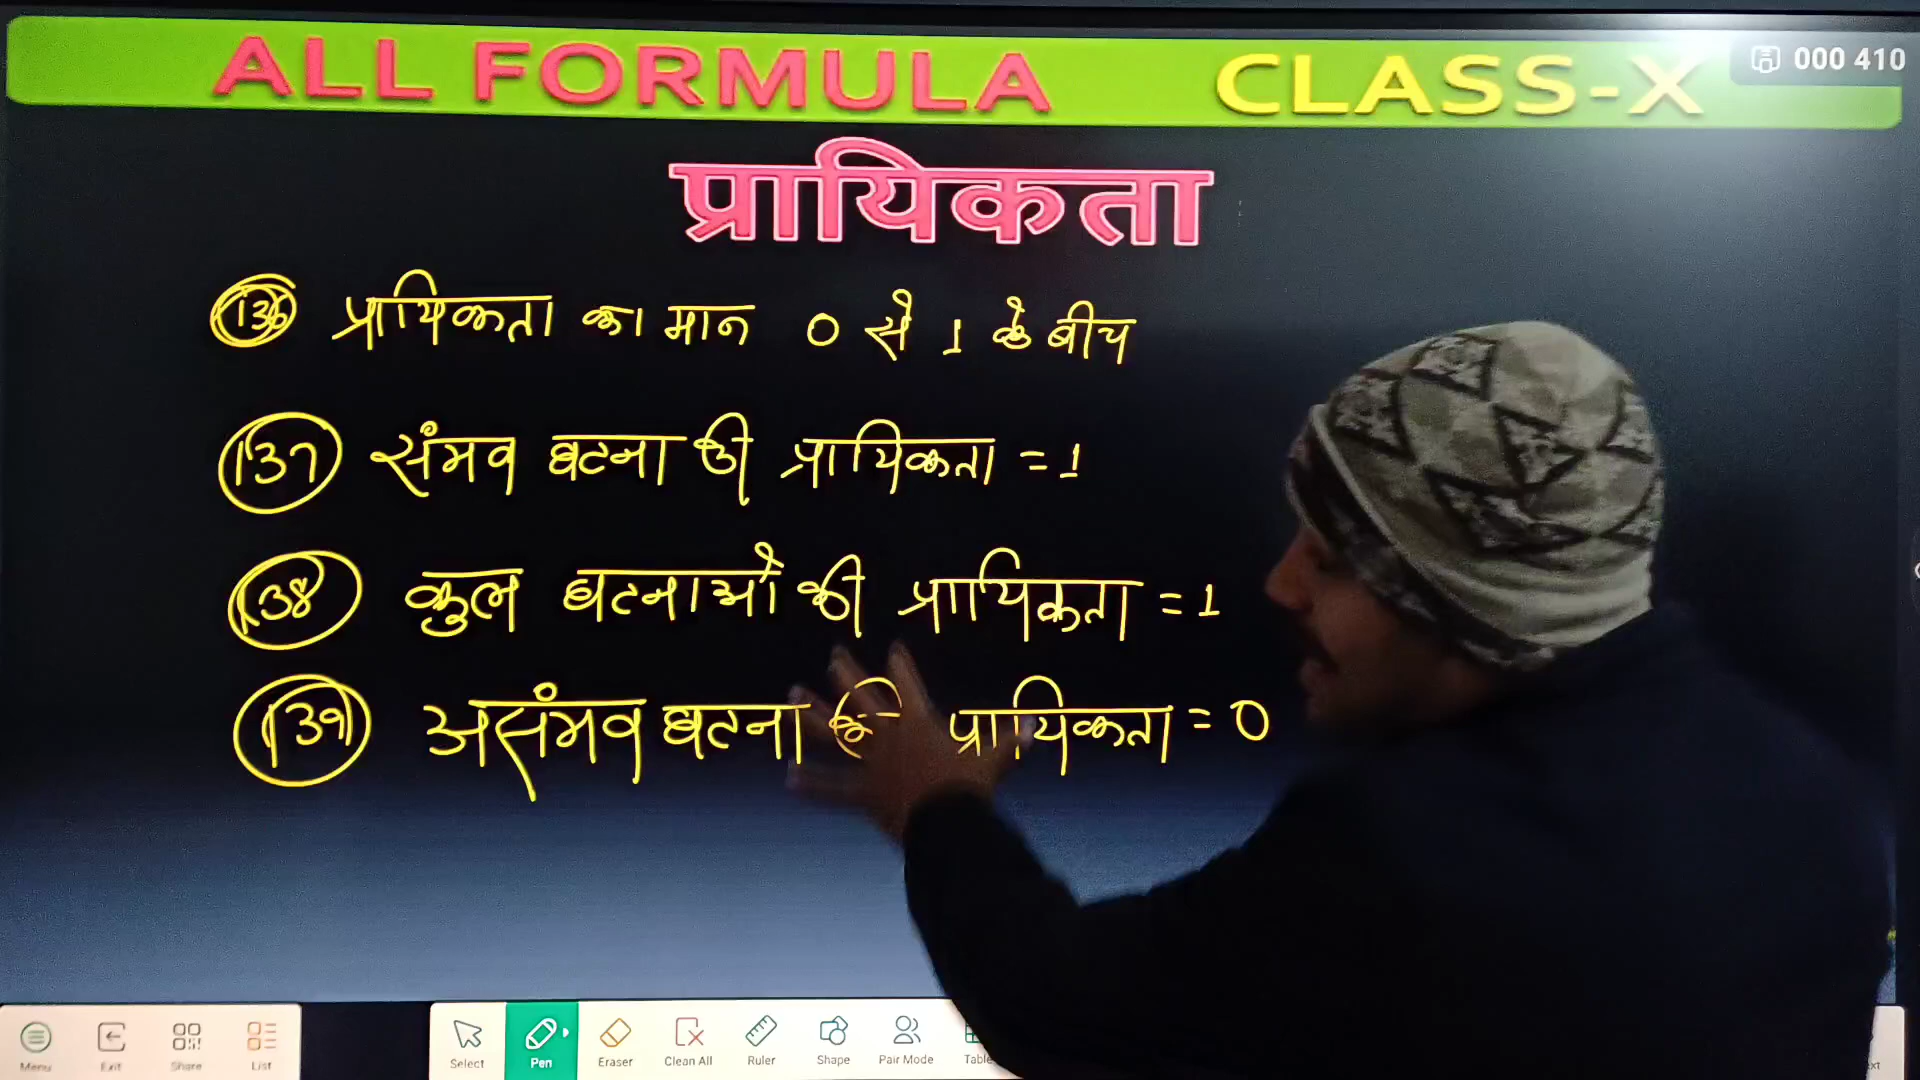 ALL FORMULA CLASS-X
000 410
प्रायिकता
136 प्रायिकता का मान 0 से 1 के बीच
137 संभव घटना की प्रायिकता = 1
138 कुल घटनाओं की प्रायिकता = 1
139 असंभव घटना कि प्रायिकता = 0
Menu Exit Share List Select Pen Eraser Clean All Ruler Shape Pair Mode Table